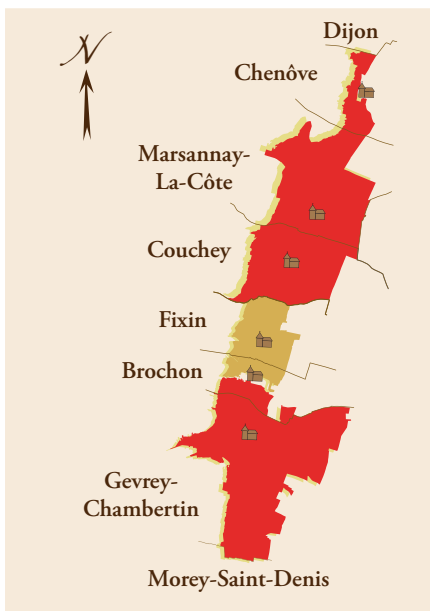 Dijon
N
Chenôve
Marsannay-
La-Côte
Couchey
Fixin
Brochon
Gevrey-
Chambertin
Morey-Saint-Denis